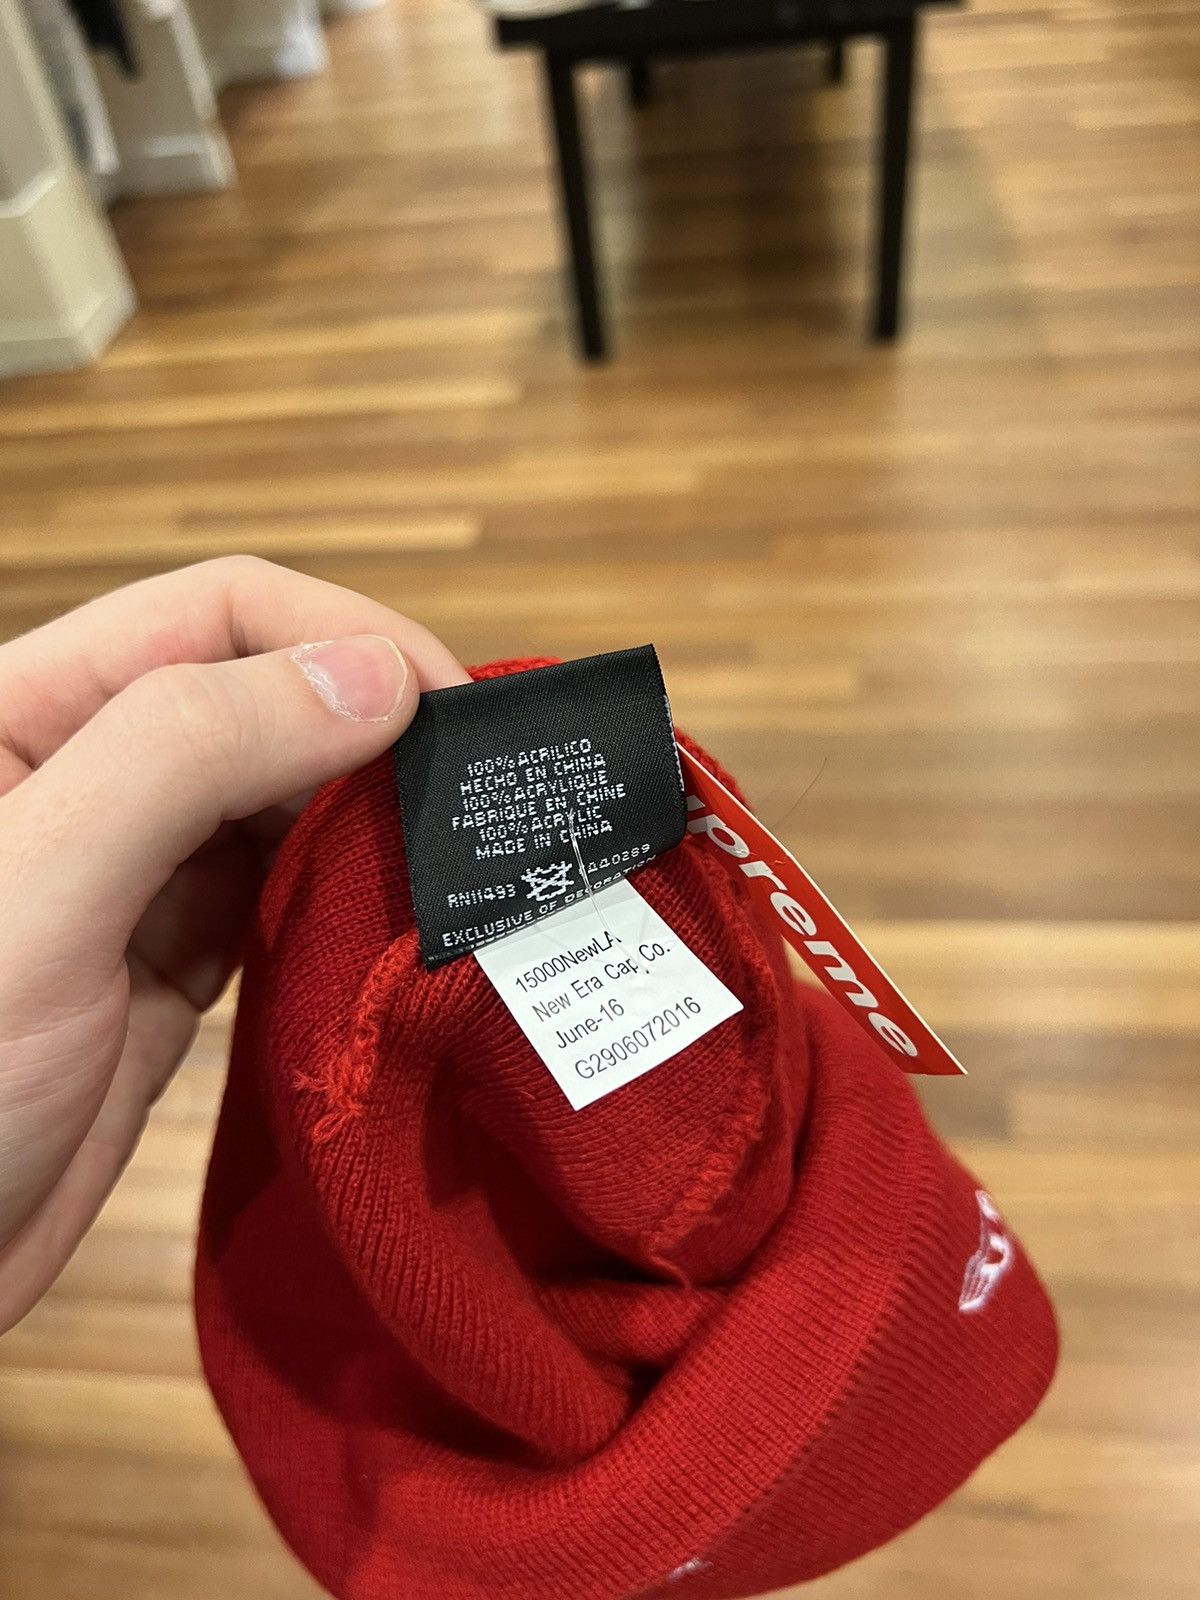 100% ACRILICO
HECHO EN CHINA
100% ACRYLIQUE
FABRIQUE EN CHINE
100% ACRYLIC
MADE IN CHINA
RN11493
EXCLUSIVE OF DECORATION
15000NewLA
New Era Cap Co.
June-16
G2906072016
upreme